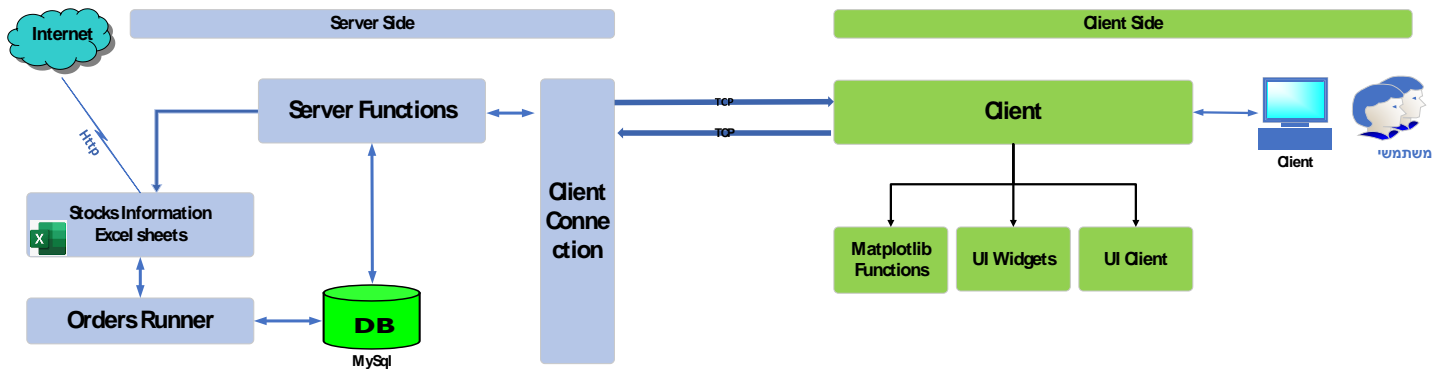 Internet
Server Side
Client Side
Server Functions
TCP
TCP
Client
Client
משתמשי
Http
Client
Conne
ction
Stocks Information
Excel sheets
X
Matplotlib
Functions
UI Widgets
UI Client
Orders Runner
DB
MySql